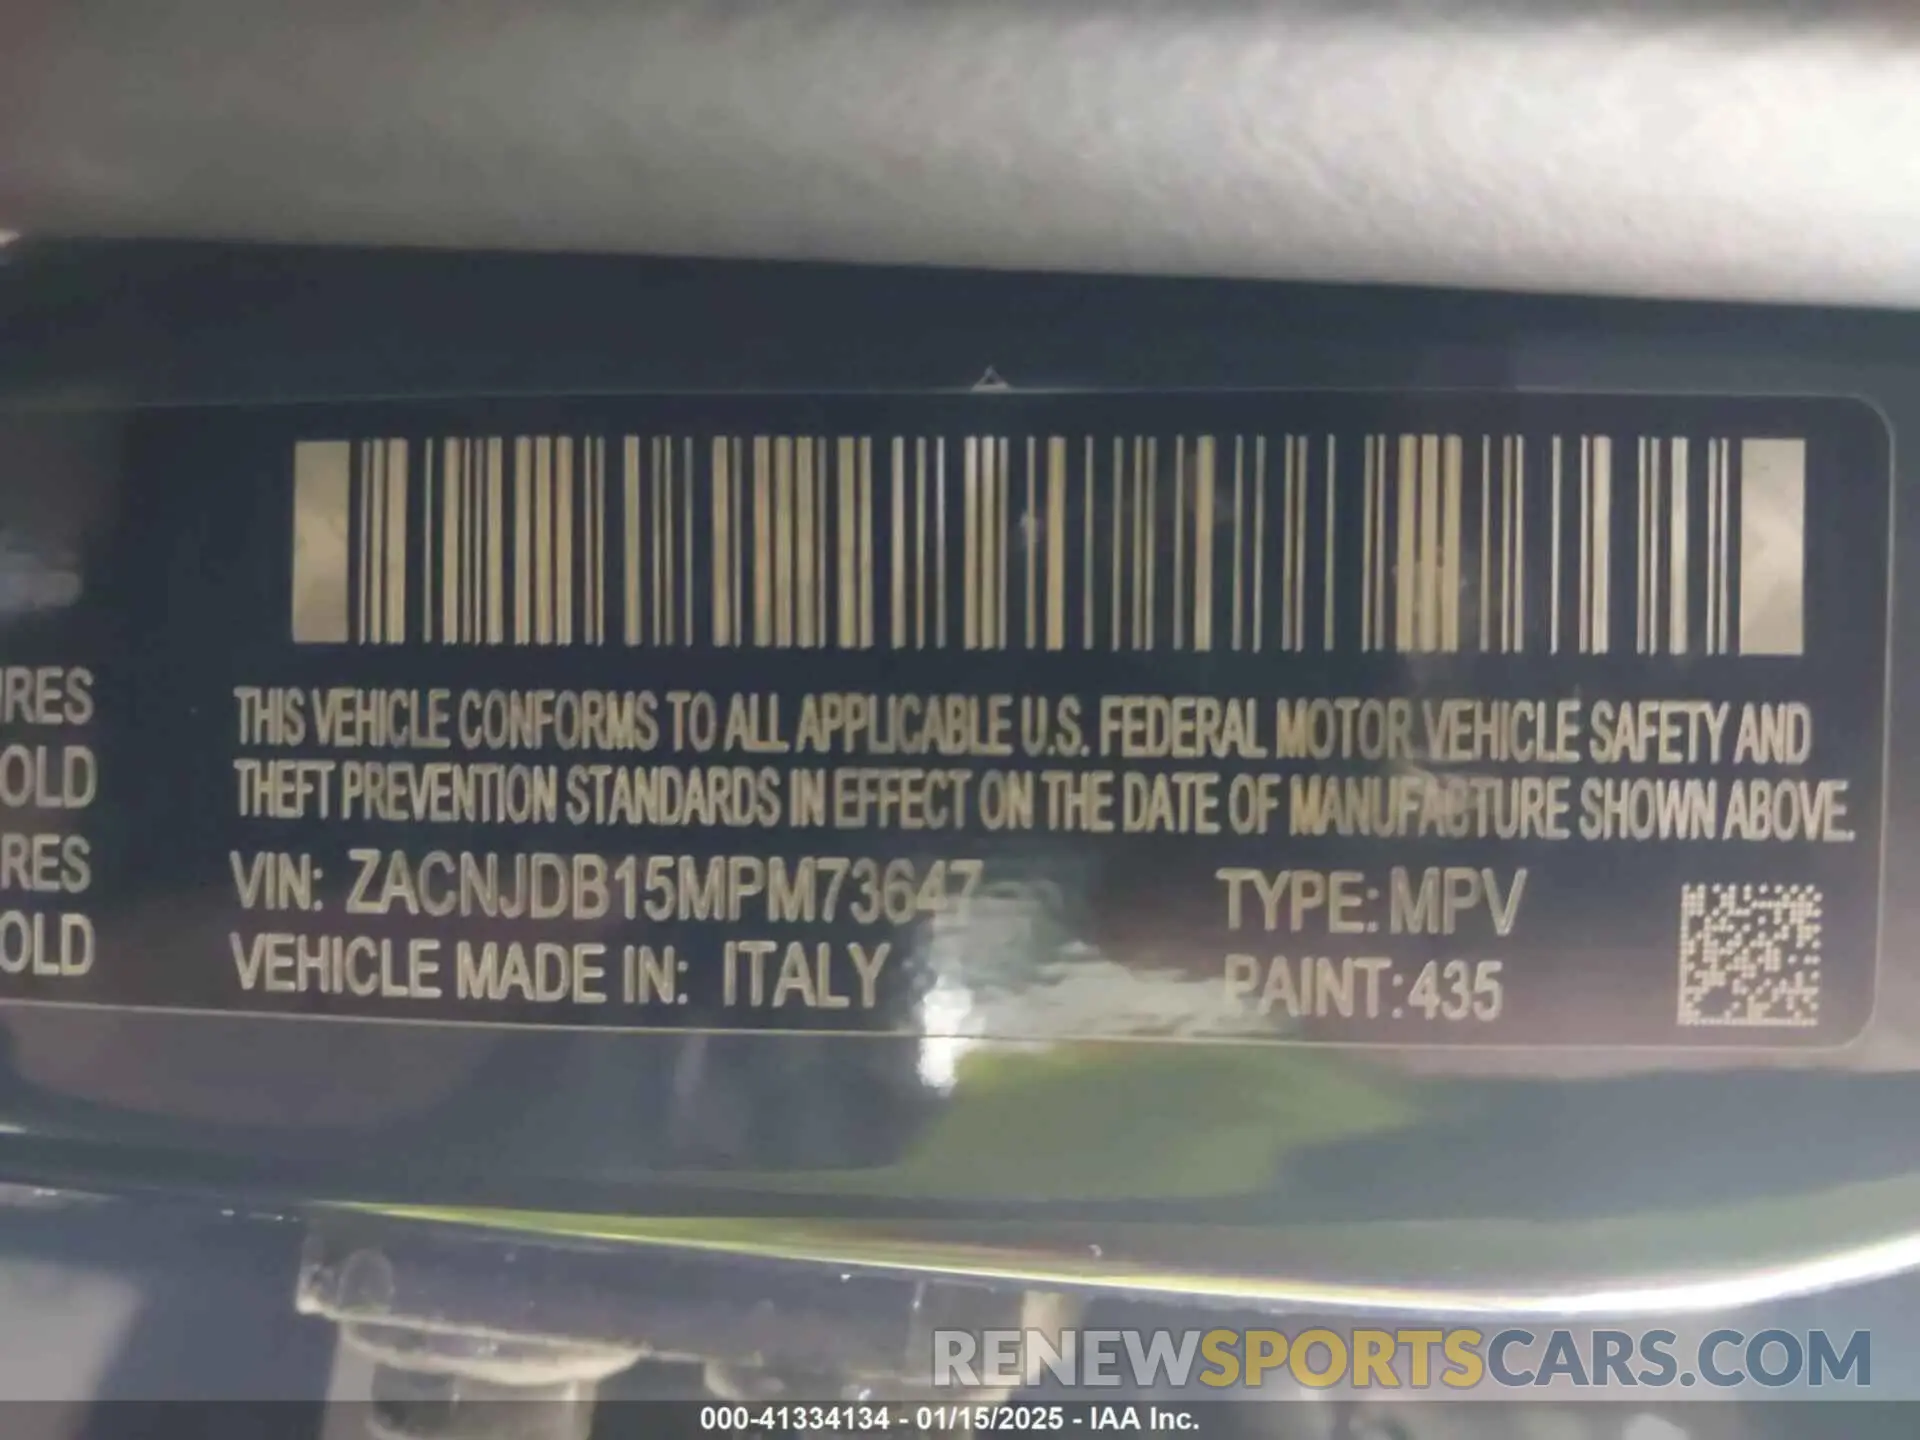 THIS VEHICLE CONFORMS TO ALL APPLICABLE U.S. FEDERAL MOTOR VEHICLE SAFETY AND
THEFT PREVENTION STANDARDS IN EFFECT ON THE DATE OF MANUFACTURE SHOWN ABOVE.
VIN: ZACNJDB15MPM73647 TYPE: MPV
VEHICLE MADE IN: ITALY PAINT:435
RES
OLD
RES
OLD
RENEWSPORTSCARS.COM
000-41334134 - 01/15/2025 - IAA Inc.